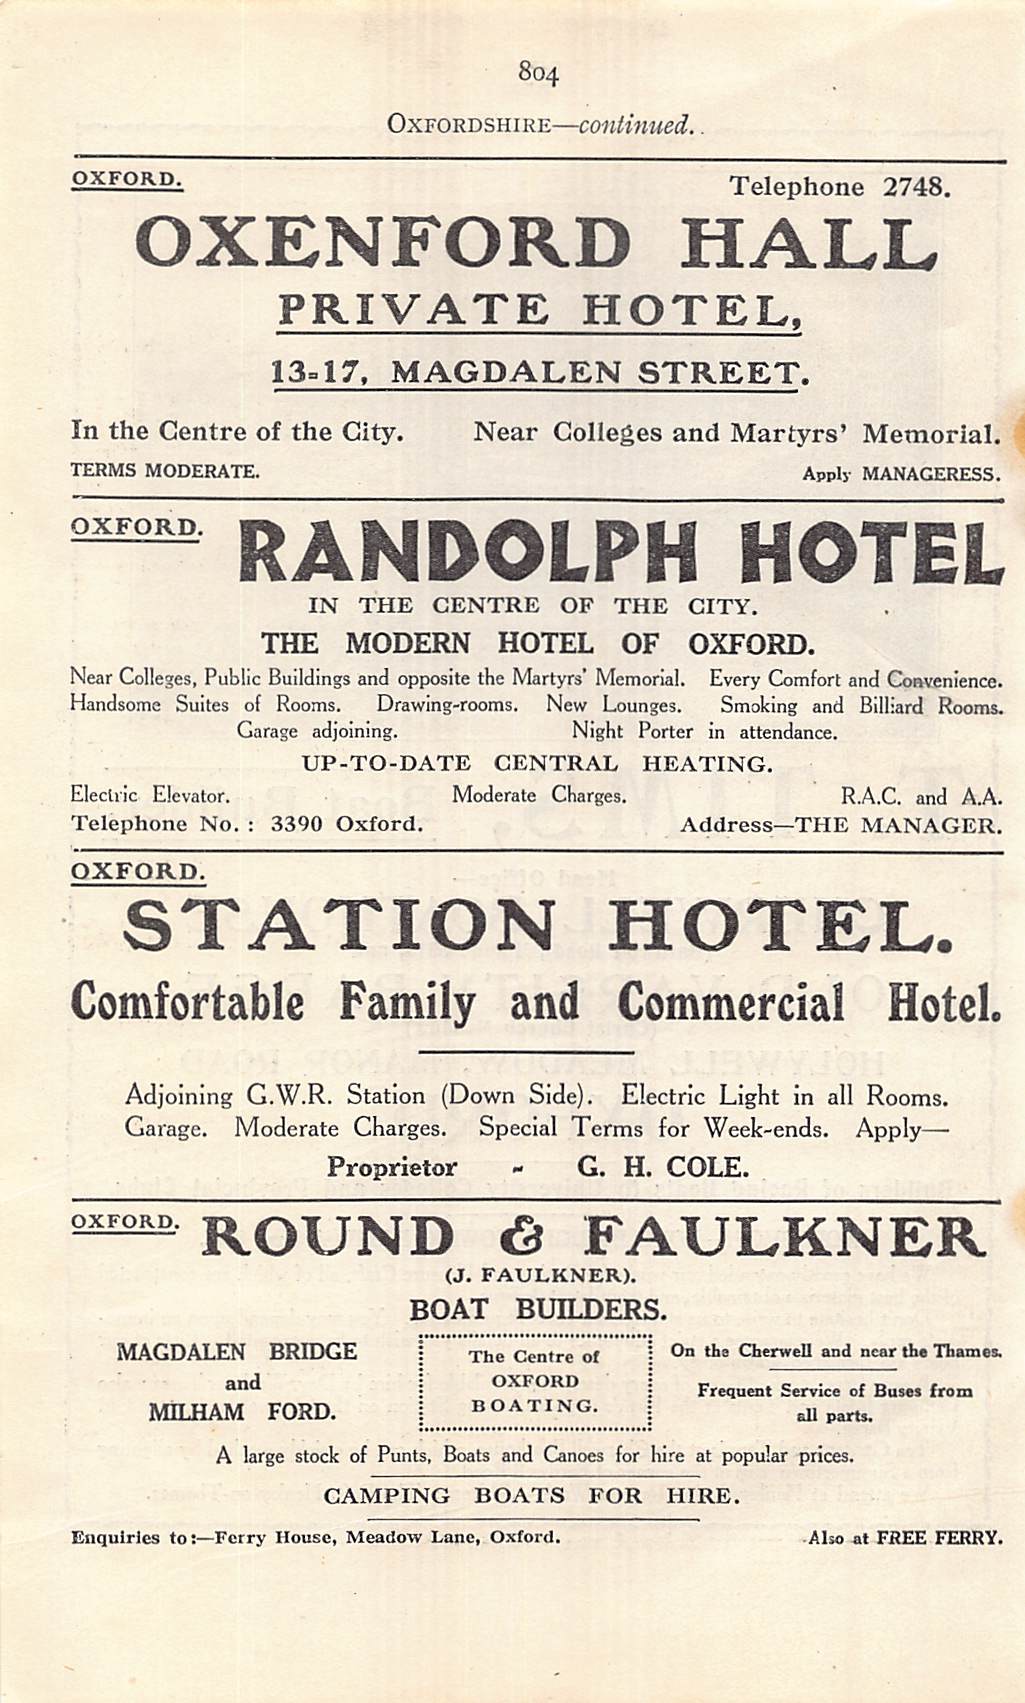 804
OXFORDSHIRE—continued.
OXFORD.
Telephone 2748.
OXENFORD HALL
PRIVATE HOTEL,
13-17, MAGDALEN STREET.
In the Centre of the City. Near Colleges and Martyrs' Memorial.
TERMS MODERATE. Apply MANAGERESS.
OXFORD. RANDOLPH HOTEL
IN THE CENTRE OF THE CITY.
THE MODERN HOTEL OF OXFORD.
Near Colleges, Public Buildings and opposite the Martyrs' Memorial. Every Comfort and Convenience.
Handsome Suites of Rooms. Drawing-rooms. New Lounges. Smoking and Billiard Rooms.
Garage adjoining. Night Porter in attendance.
UP-TO-DATE CENTRAL HEATING.
Electric Elevator. Moderate Charges. R.A.C. and A.A.
Telephone No.: 3390 Oxford. Address—THE MANAGER.
OXFORD.
STATION HOTEL.
Comfortable Family and Commercial Hotel.
Adjoining G.W.R. Station (Down Side). Electric Light in all Rooms.
Garage. Moderate Charges. Special Terms for Week-ends. Apply—
Proprietor - G. H. COLE.
OXFORD. ROUND & FAULKNER
(J. FAULKNER).
BOAT BUILDERS.
MAGDALEN BRIDGE
and
MILHAM FORD.
The Centre of
OXFORD
BOATING.
On the Cherwell and near the Thames.
Frequent Service of Buses from
all parts.
A large stock of Punts, Boats and Canoes for hire at popular prices.
CAMPING BOATS FOR HIRE.
Enquiries to:—Ferry House, Meadow Lane, Oxford. Also at FREE FERRY.